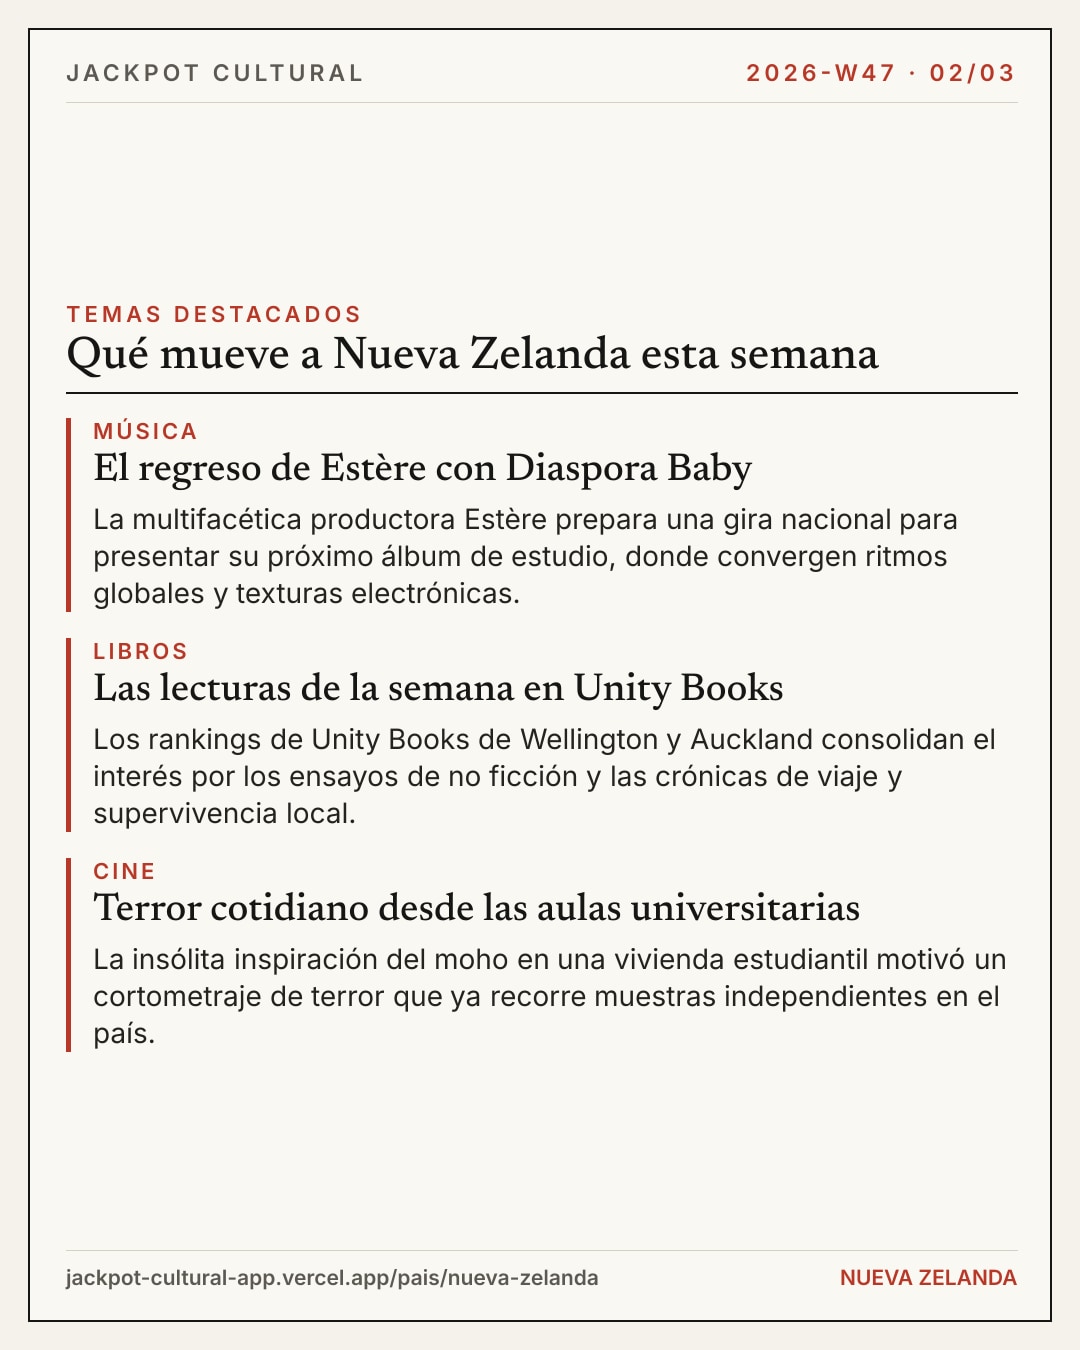 JACKPOT CULTURAL
2026-W47 · 02/03
TEMAS DESTACADOS
Qué mueve a Nueva Zelanda esta semana
MÚSICA
El regreso de Estère con Diaspora Baby
La multifacética productora Estère prepara una gira nacional para
presentar su próximo álbum de estudio, donde convergen ritmos
globales y texturas electrónicas.
LIBROS
Las lecturas de la semana en Unity Books
Los rankings de Unity Books de Wellington y Auckland consolidan el
interés por los ensayos de no ficción y las crónicas de viaje y
supervivencia local.
CINE
Terror cotidiano desde las aulas universitarias
La insólita inspiración del moho en una vivienda estudiantil motivó un
cortometraje de terror que ya recorre muestras independientes en el
país.
jackpot-cultural-app.vercel.app/pais/nueva-zelanda
NUEVA ZELANDA